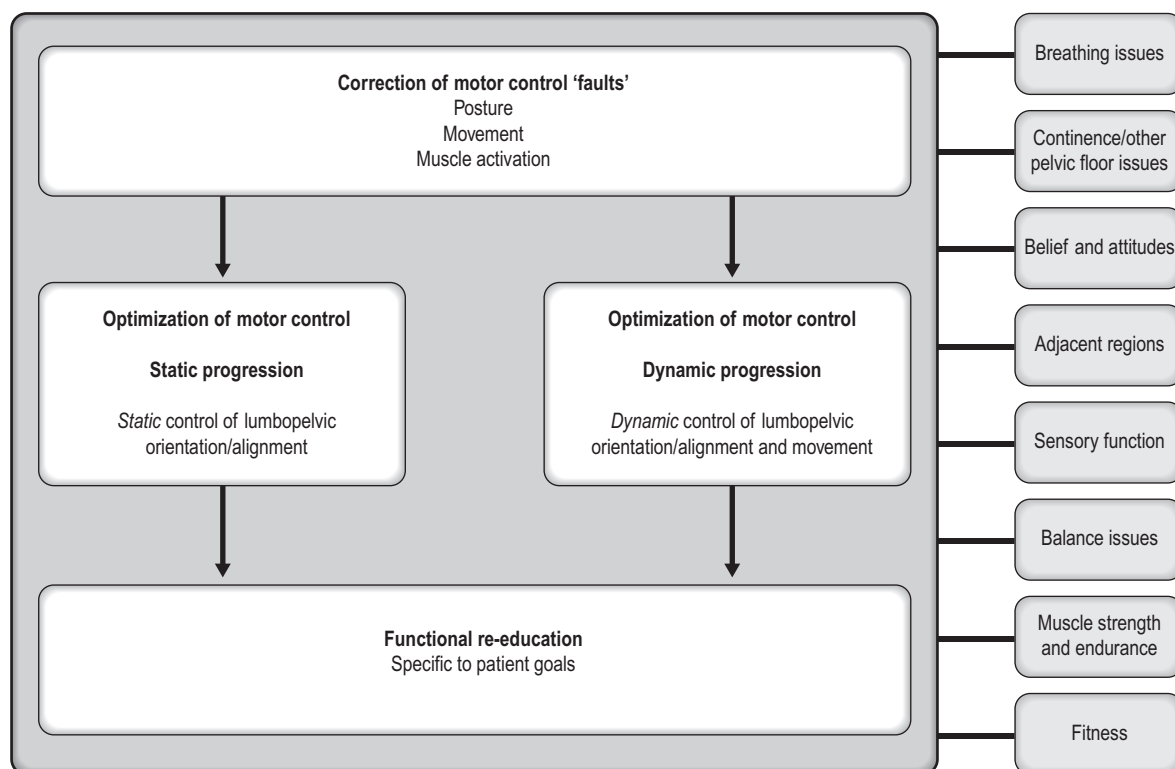 Correction of motor control ‘faults’
Posture
Movement
Muscle activation
Optimization of motor control
Static progression
Static control of lumbopelvic
orientation/alignment
Optimization of motor control
Dynamic progression
Dynamic control of lumbopelvic
orientation/alignment and movement
Functional re-education
Specific to patient goals
Breathing issues
Continence/other
pelvic floor issues
Belief and attitudes
Adjacent regions
Sensory function
Balance issues
Muscle strength
and endurance
Fitness